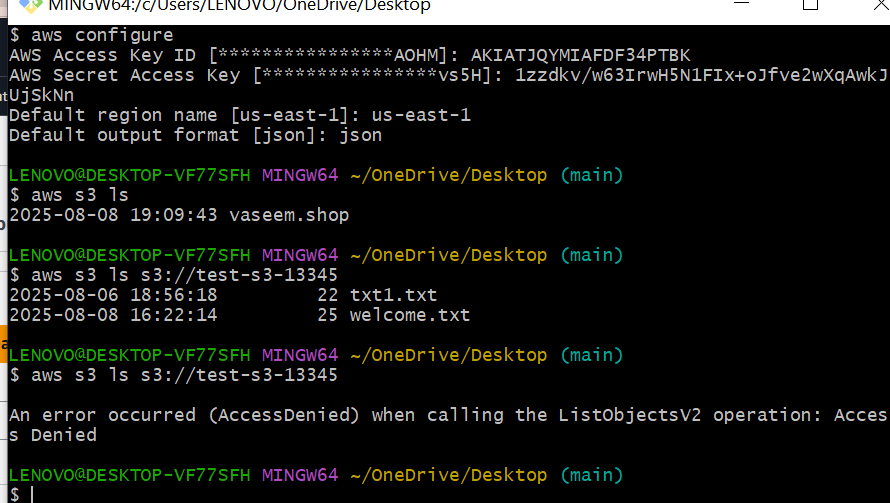 MINGW64:/c/Users/LENOVO/OneDrive/Desktop
$ aws configure
AWS Access Key ID [****************AOHM]: AKIATJQYMIAFDF34PTBK
AWS Secret Access Key [****************vs5H]: 1zzdkv/w63IrwH5N1FIx+oJfve2wXqAwkJ
UjSkNn
Default region name [us-east-1]: us-east-1
Default output format [json]: json
LENOVO@DESKTOP-VF77SFH MINGW64 ~/OneDrive/Desktop (main)
$ aws s3 ls
2025-08-08 19:09:43 vaseem.shop
LENOVO@DESKTOP-VF77SFH MINGW64 ~/OneDrive/Desktop (main)
$ aws s3 ls s3://test-s3-13345
2025-08-06 18:56:18         22 txt1.txt
2025-08-08 16:22:14         25 welcome.txt
LENOVO@DESKTOP-VF77SFH MINGW64 ~/OneDrive/Desktop (main)
$ aws s3 ls s3://test-s3-13345
An error occurred (AccessDenied) when calling the ListObjectsV2 operation: Acces
s Denied
LENOVO@DESKTOP-VF77SFH MINGW64 ~/OneDrive/Desktop (main)
$